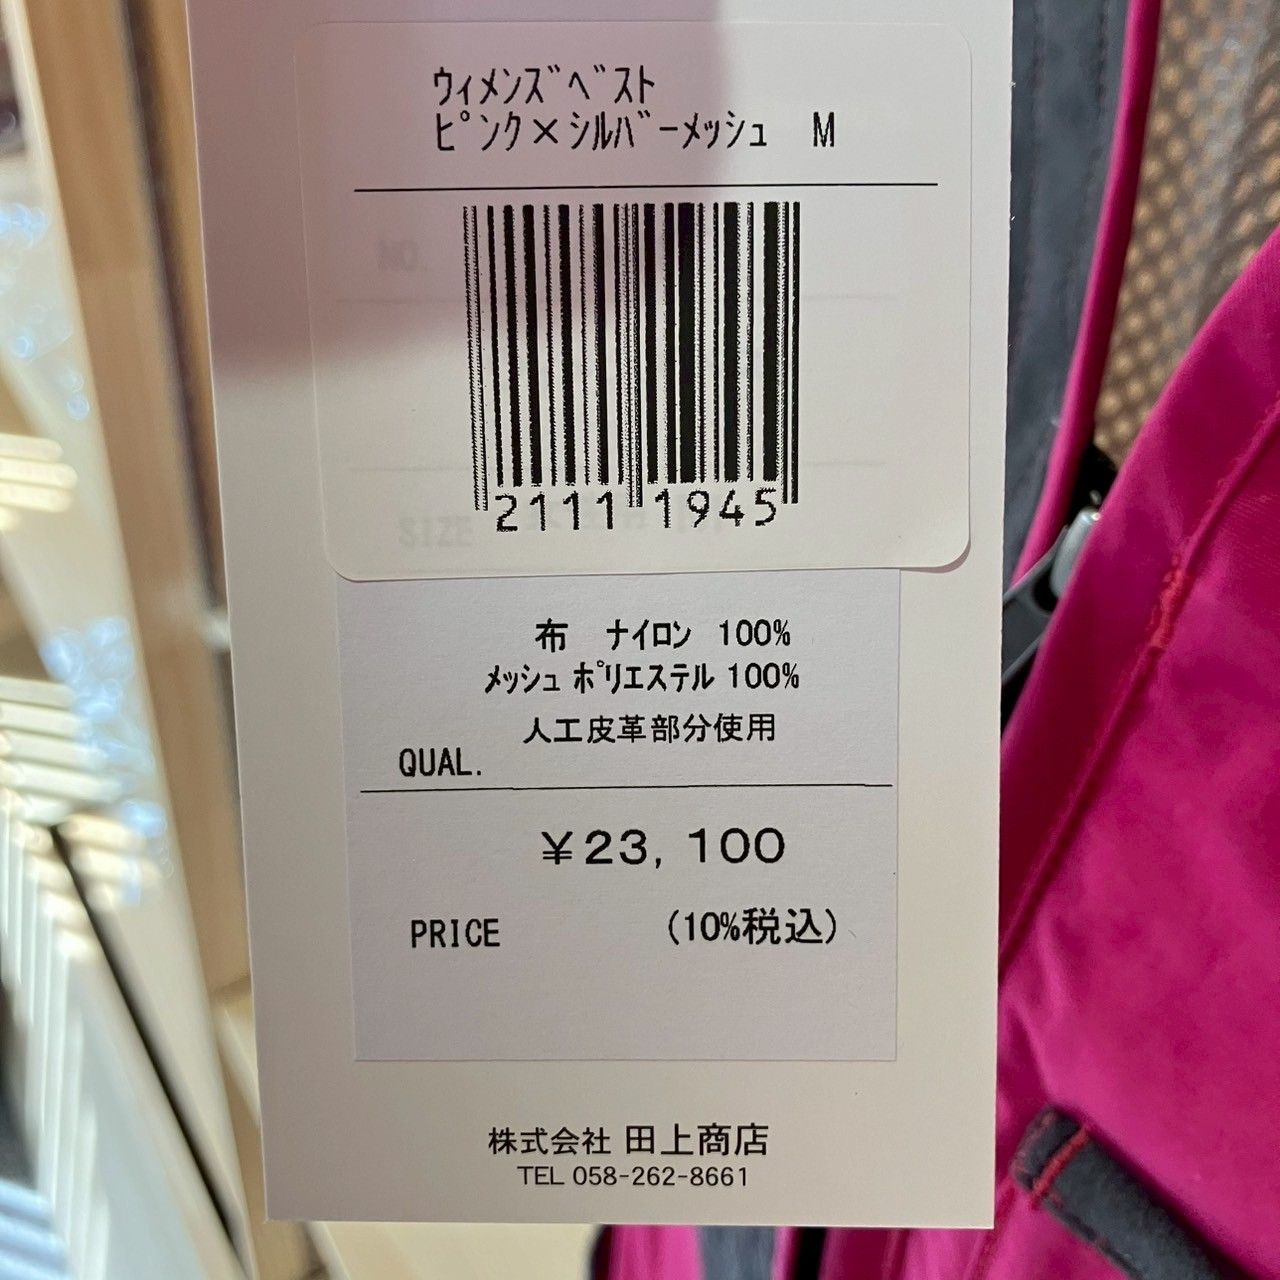 ウィメンズベスト
ピンク×シルバーメッシュ M
NO.
2111 1945
SIZE
布 ナイロン 100%
メッシュ ポリエステル 100%
人工皮革部分使用
QUAL.
¥23,100
PRICE (10%税込)
株式会社 田上商店
TEL 058-262-8661